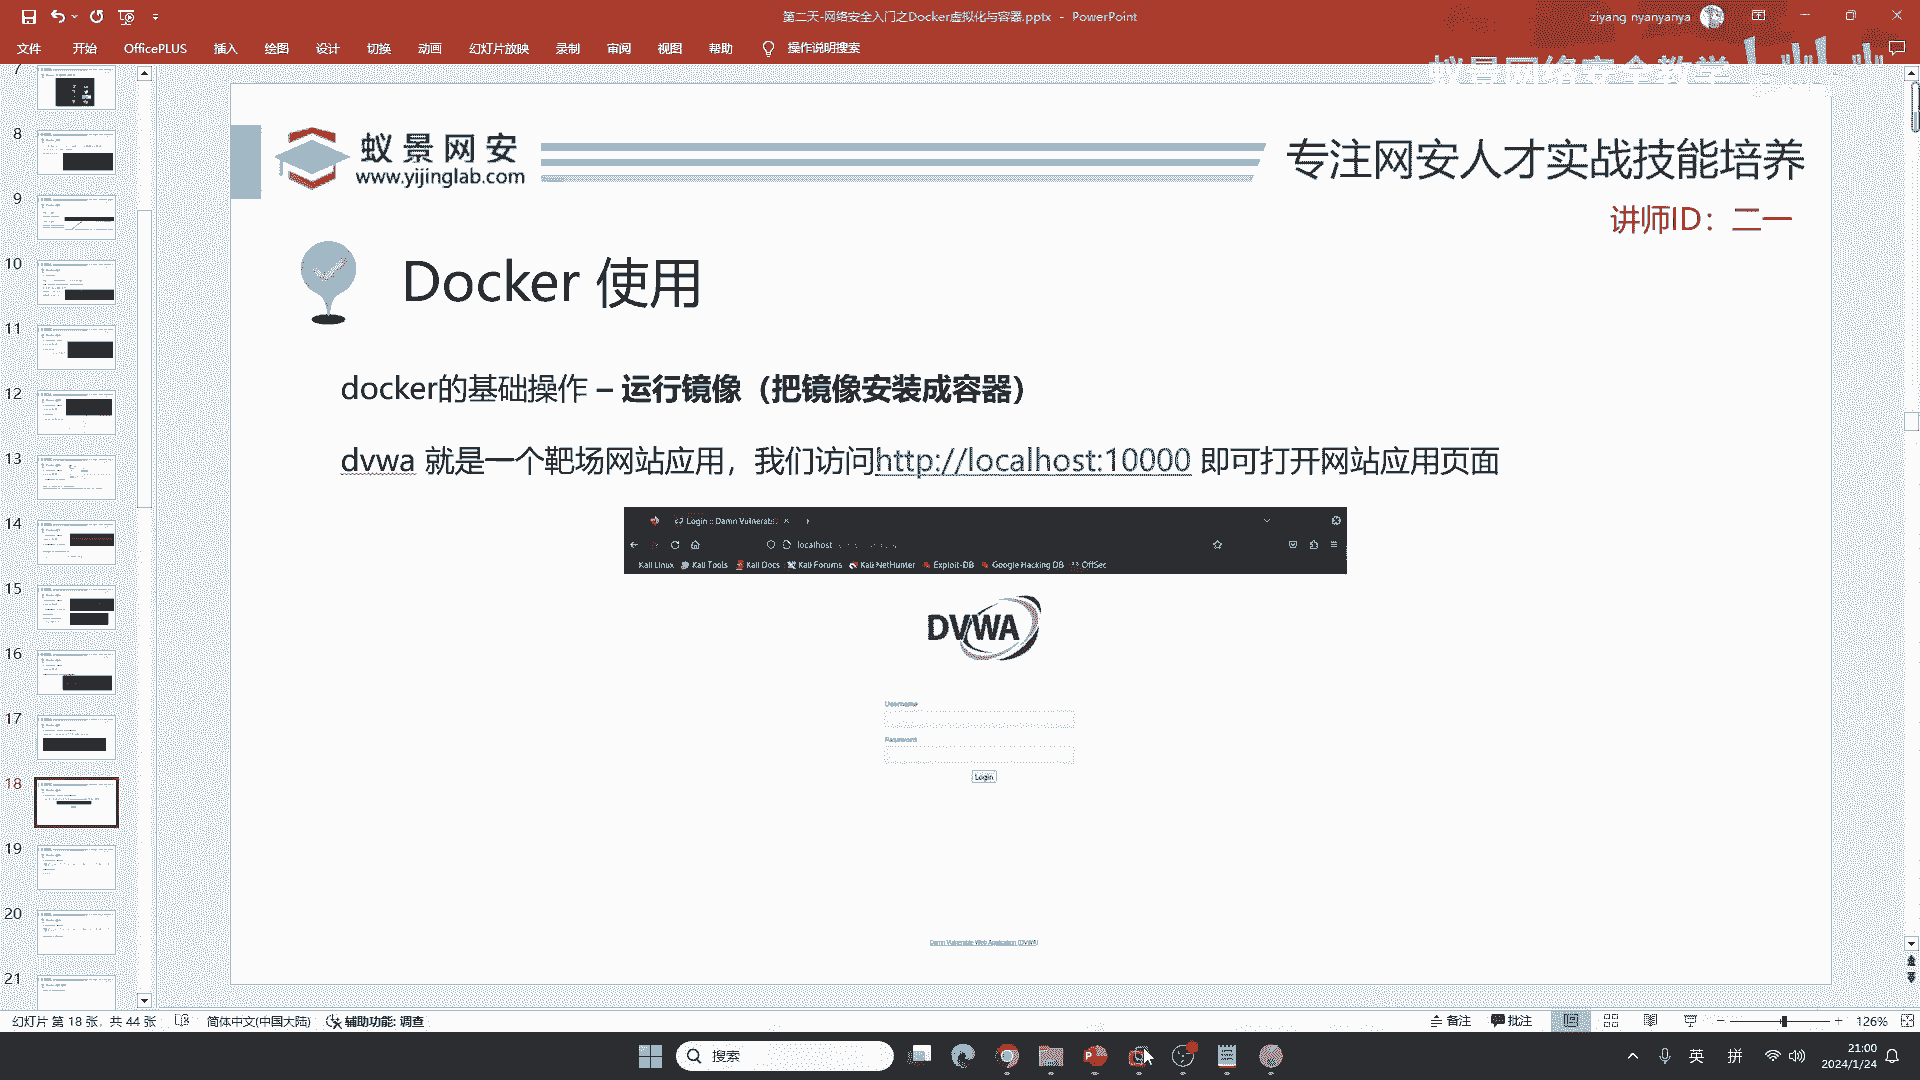 第二天-网络安全入门之Docker虚拟化与容器.pptx - PowerPoint
ziyang nyanyanya
文件 开始 OfficePLUS 插入 绘图 设计 切换 动画 幻灯片放映 录制 审阅 视图 帮助 操作说明搜索
蚁景网络安全教学
bilibili
7
8
9
10
11
12
13
14
15
16
17
18
19
20
21
蚁景网安
www.yijinglab.com
专注网安人才实战技能培养
讲师ID：二一
Docker 使用
docker的基础操作 – 运行镜像（把镜像安装成容器）
dvwa 就是一个靶场网站应用，我们访问http://localhost:10000 即可打开网站应用页面
Login :: Damn Vulnerabl
localhost
Kali Linux Kali Tools Kali Docs Kali Forums Kali NetHunter Exploit-DB Google Hacking DB OffSec
DVWA
Username
Password
Login
Damn Vulnerable Web Application (DVWA)
幻灯片 第 18 张，共 44 张 简体中文(中国大陆) 辅助功能: 调查
备注 批注 126%
搜索
英 拼
21:00
2024/1/24